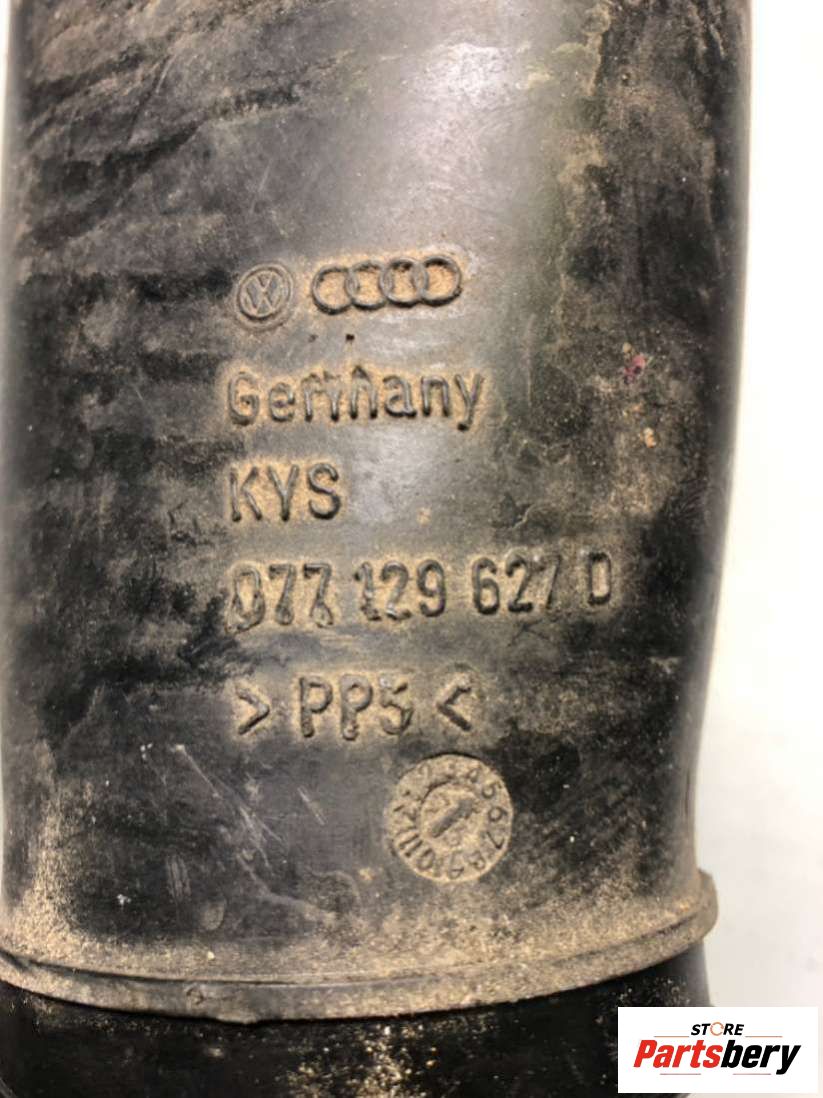 Germany
KYS
077 129 627 D
> PP5 <
STORE
Partsbery